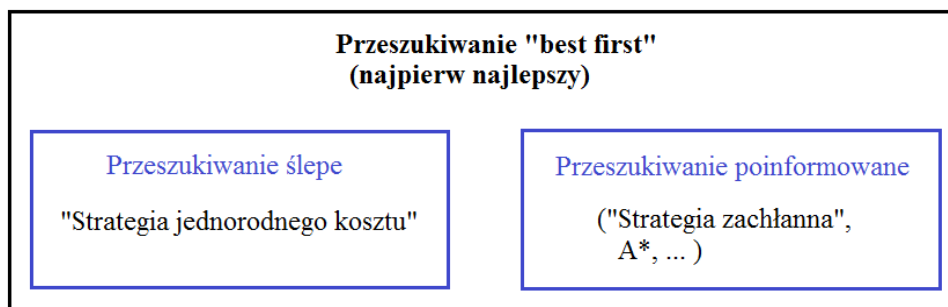 Przeszukiwanie "best first"
(najpierw najlepszy)
Przeszukiwanie ślepe
"Strategia jednorodnego kosztu"
Przeszukiwanie poinformowane
("Strategia zachłanna",
A*, ... )